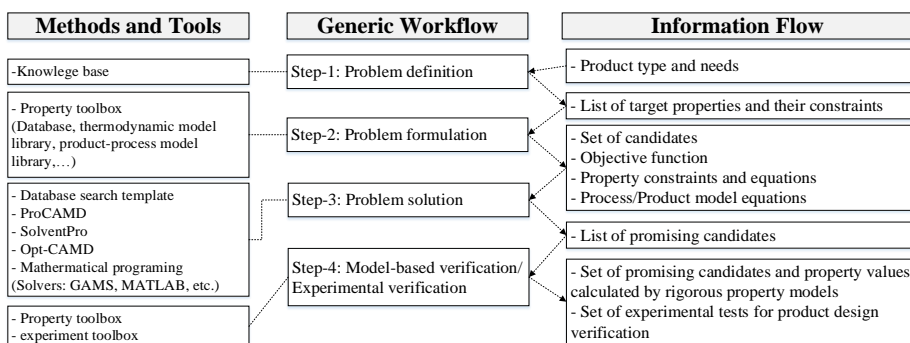 Methods and Tools
-Knowlege base
- Property toolbox
(Database, thermodynamic model
library, product-process model
library,…)
- Database search template
- ProCAMD
- SolventPro
- Opt-CAMD
- Mathermatical programing
(Solvers: GAMS, MATLAB, etc.)
- Property toolbox
- experiment toolbox
Generic Workflow
Step-1: Problem definition
Step-2: Problem formulation
Step-3: Problem solution
Step-4: Model-based verification/
Experimental verification
Information Flow
- Product type and needs
- List of target properties and their constraints
- Set of candidates
- Objective function
- Property constraints and equations
- Process/Product model equations
- List of promising candidates
- Set of promising candidates and property values
calculated by rigorous property models
- Set of experimental tests for product design
verification